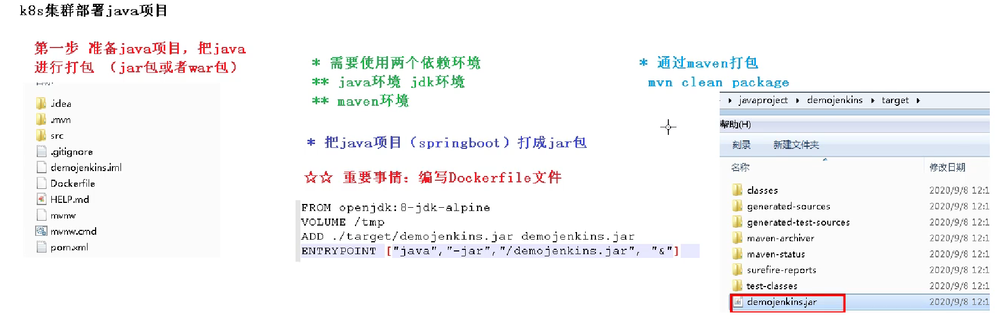 k8s集群部署java项目
第一步 准备java项目，把java
进行打包 （jar包或者war包）
.idea
.mvn
src
.gitignore
demojenkins.iml
Dockerfile
HELP.md
mvnw
mvnw.cmd
pom.xml
* 需要使用两个依赖环境
** java环境 jdk环境
** maven环境
* 把java项目（springboot）打成jar包
☆☆ 重要事情：编写Dockerfile文件
FROM openjdk:8-jdk-alpine
VOLUME /tmp
ADD ./target/demojenkins.jar demojenkins.jar
ENTRYPOINT ["java","-jar","/demojenkins.jar", "&"]
* 通过maven打包
mvn clean package
javaproject ▸ demojenkins ▸ target ▸
帮助(H)
刻录 新建文件夹
名称 修改日期
classes 2020/9/8 12:1
generated-sources 2020/9/8 12:1
generated-test-sources 2020/9/8 12:1
maven-archiver 2020/9/8 12:1
maven-status 2020/9/8 12:1
surefire-reports 2020/9/8 12:1
test-classes 2020/9/8 12:1
demojenkins.jar 2020/9/8 12:1